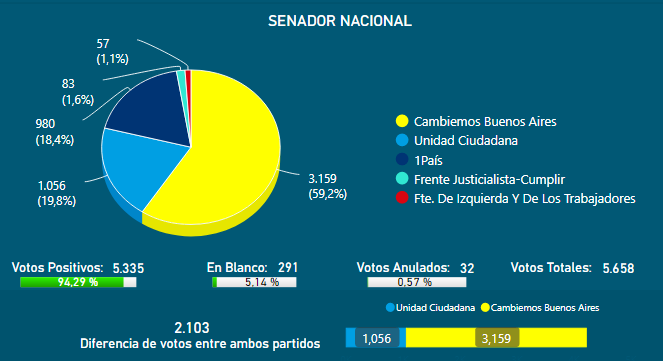 SENADOR NACIONAL
57
(1,1%)
83
(1,6%)
980
(18,4%)
1.056
(19,8%)
3.159
(59,2%)
Cambiemos Buenos Aires
Unidad Ciudadana
1País
Frente Justicialista-Cumplir
Fte. De Izquierda Y De Los Trabajadores
Votos Positivos: 5.335
94,29 %
En Blanco: 291
5,14 %
Votos Anulados: 32
0,57 %
Votos Totales: 5.658
2.103
Diferencia de votos entre ambos partidos
Unidad Ciudadana Cambiemos Buenos Aires
1,056 3,159